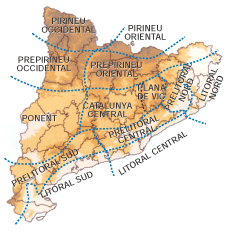 PIRINEU
OCCIDENTAL
PIRINEU
ORIENTAL
PREPIRINEU
OCCIDENTAL
PREPIRINEU
ORIENTAL
PLANA
DE VIC
PRELITORAL
NORD
LITORAL
NORD
PONENT
CATALUNYA
CENTRAL
PRELITORAL
CENTRAL
LITORAL CENTRAL
PRELITORAL SUD
LITORAL SUD